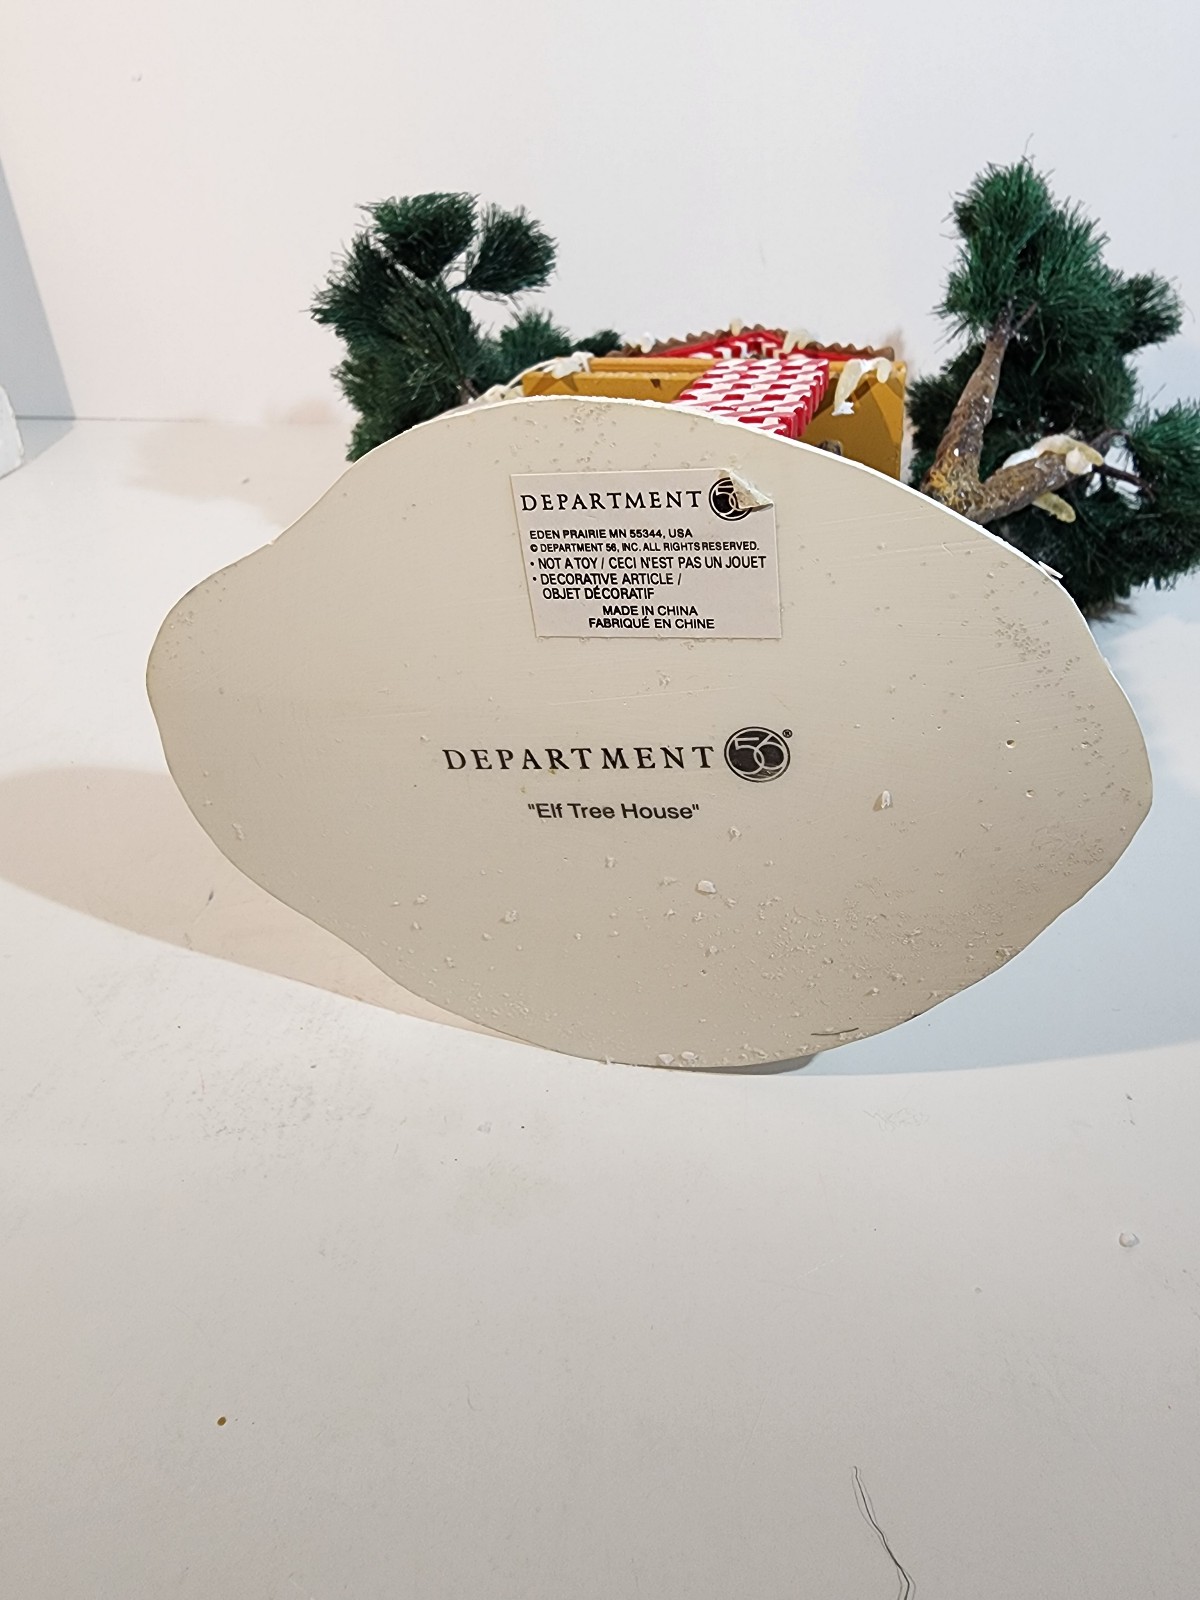 DEPARTMENT 56
EDEN PRAIRIE MN 55344, USA
© DEPARTMENT 56, INC. ALL RIGHTS RESERVED.
• NOT A TOY / CECI N'EST PAS UN JOUET
• DECORATIVE ARTICLE /
OBJET DÉCORATIF
MADE IN CHINA
FABRIQUÉ EN CHINE
DEPARTMENT 56®
"Elf Tree House"